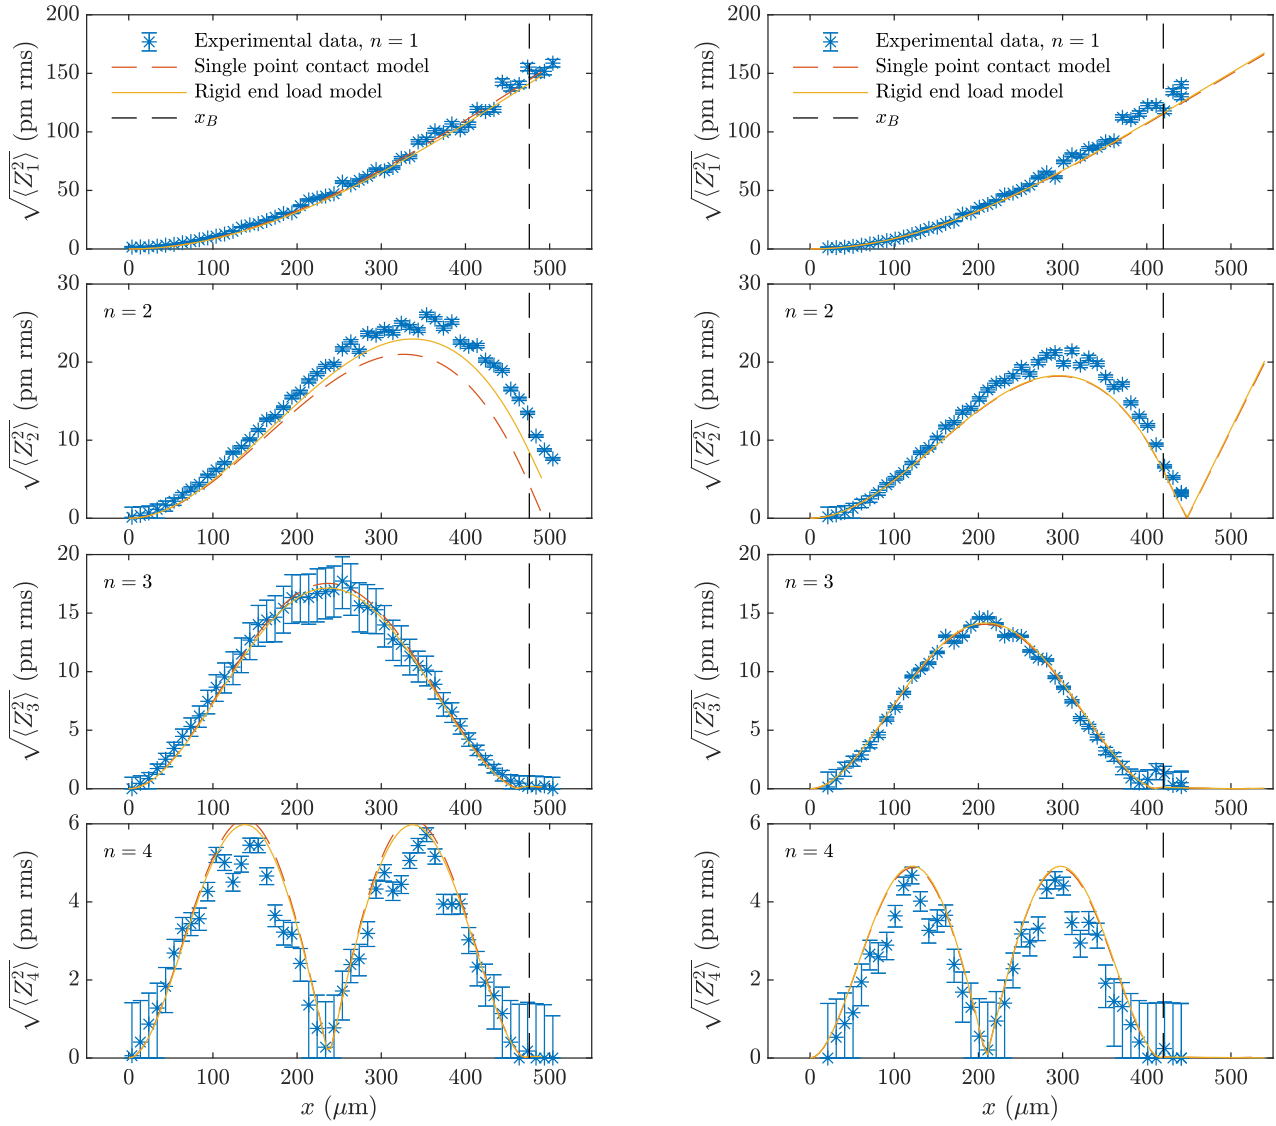 200
150
100
50
0
√⟨Z₁²⟩ (pm rms)
Experimental data, n = 1
Single point contact model
Rigid end load model
x_B
0 100 200 300 400 500
30
20
10
0
√⟨Z₂²⟩ (pm rms)
n = 2
0 100 200 300 400 500
20
15
10
5
0
√⟨Z₃²⟩ (pm rms)
n = 3
0 100 200 300 400 500
6
4
2
0
√⟨Z₄²⟩ (pm rms)
n = 4
0 100 200 300 400 500
x (μm)
200
150
100
50
0
√⟨Z₁²⟩ (pm rms)
Experimental data, n = 1
Single point contact model
Rigid end load model
x_B
0 100 200 300 400 500
30
20
10
0
√⟨Z₂²⟩ (pm rms)
n = 2
0 100 200 300 400 500
20
15
10
5
0
√⟨Z₃²⟩ (pm rms)
n = 3
0 100 200 300 400 500
6
4
2
0
√⟨Z₄²⟩ (pm rms)
n = 4
0 100 200 300 400 500
x (μm)